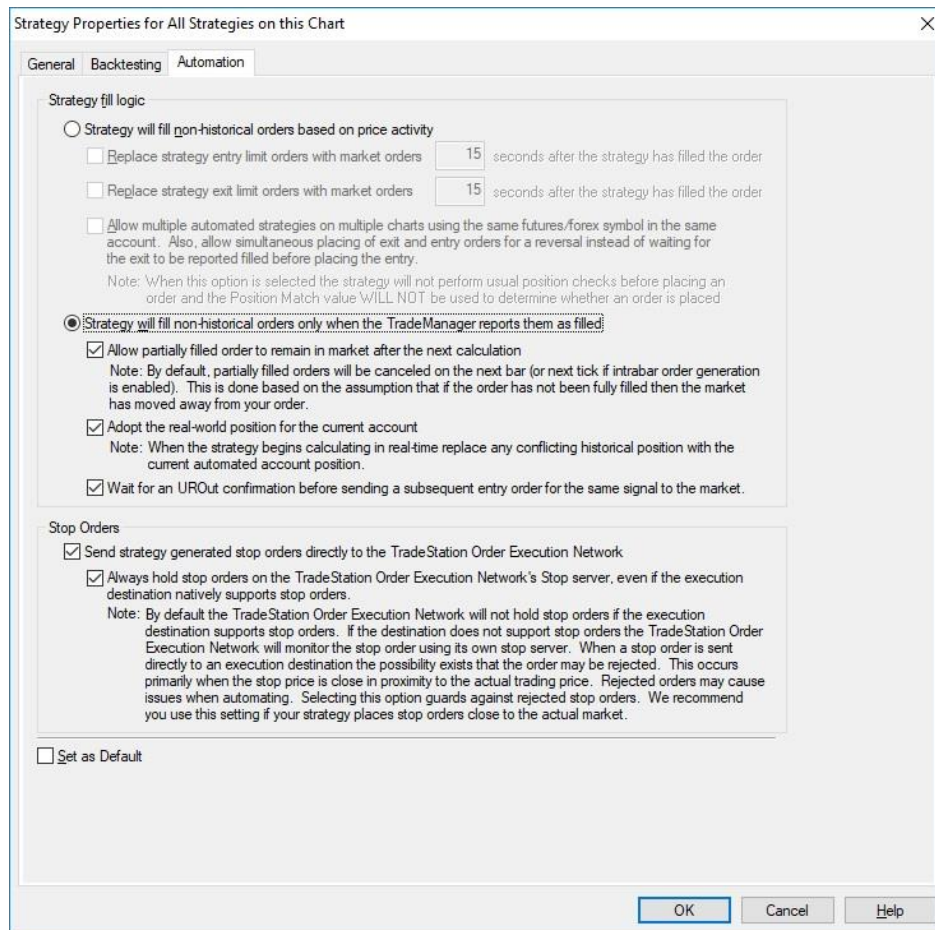 Strategy Properties for All Strategies on this Chart
General Backtesting Automation
Strategy fill logic
Strategy will fill non-historical orders based on price activity
Replace strategy entry limit orders with market orders 15 seconds after the strategy has filled the order
Replace strategy exit limit orders with market orders 15 seconds after the strategy has filled the order
Allow multiple automated strategies on multiple charts using the same futures/forex symbol in the same
account. Also, allow simultaneous placing of exit and entry orders for a reversal instead of waiting for
the exit to be reported filled before placing the entry.
Note: When this option is selected the strategy will not perform usual position checks before placing an
order and the Position Match value WILL NOT be used to determine whether an order is placed
Strategy will fill non-historical orders only when the TradeManager reports them as filled
Allow partially filled order to remain in market after the next calculation
Note: By default, partially filled orders will be canceled on the next bar (or next tick if intrabar order generation
is enabled). This is done based on the assumption that if the order has not been fully filled then the market
has moved away from your order.
Adopt the real-world position for the current account
Note: When the strategy begins calculating in real-time replace any conflicting historical position with the
current automated account position.
Wait for an UROut confirmation before sending a subsequent entry order for the same signal to the market.
Stop Orders
Send strategy generated stop orders directly to the TradeStation Order Execution Network
Always hold stop orders on the TradeStation Order Execution Network's Stop server, even if the execution
destination natively supports stop orders.
Note: By default the TradeStation Order Execution Network will not hold stop orders if the execution
destination supports stop orders. If the destination does not support stop orders the TradeStation Order
Execution Network will monitor the stop order using its own stop server. When a stop order is sent
directly to an execution destination the possibility exists that the order may be rejected. This occurs
primarily when the stop price is close in proximity to the actual trading price. Rejected orders may cause
issues when automating. Selecting this option guards against rejected stop orders. We recommend
you use this setting if your strategy places stop orders close to the actual market.
Set as Default
OK Cancel Help